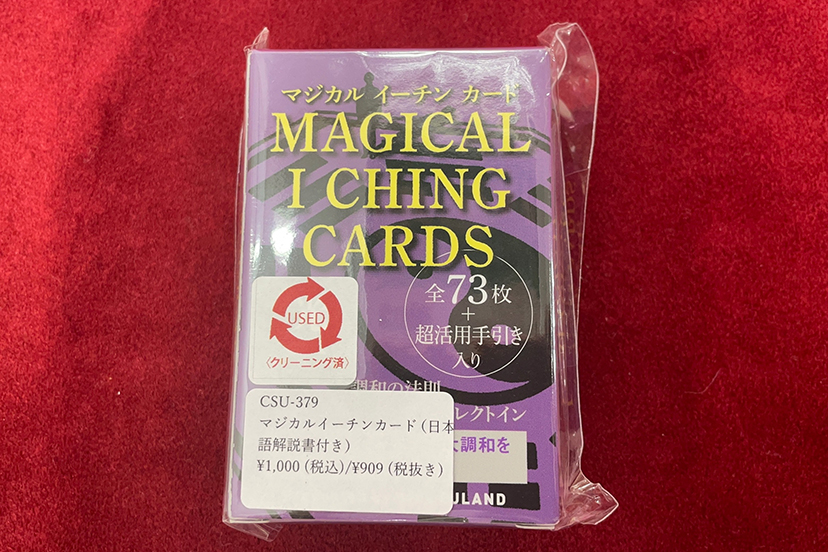 マジカル イーチン カード
MAGICAL
I CHING
CARDS
全73枚
+
超活用手引き
入り
USED
〈クリーニング済〉
調和の法則
レクトイン
大調和を
CSU-379
マジカルイーチンカード（日本
語解説書付き）
¥1,000（税込）/¥909（税抜き）
ULAND